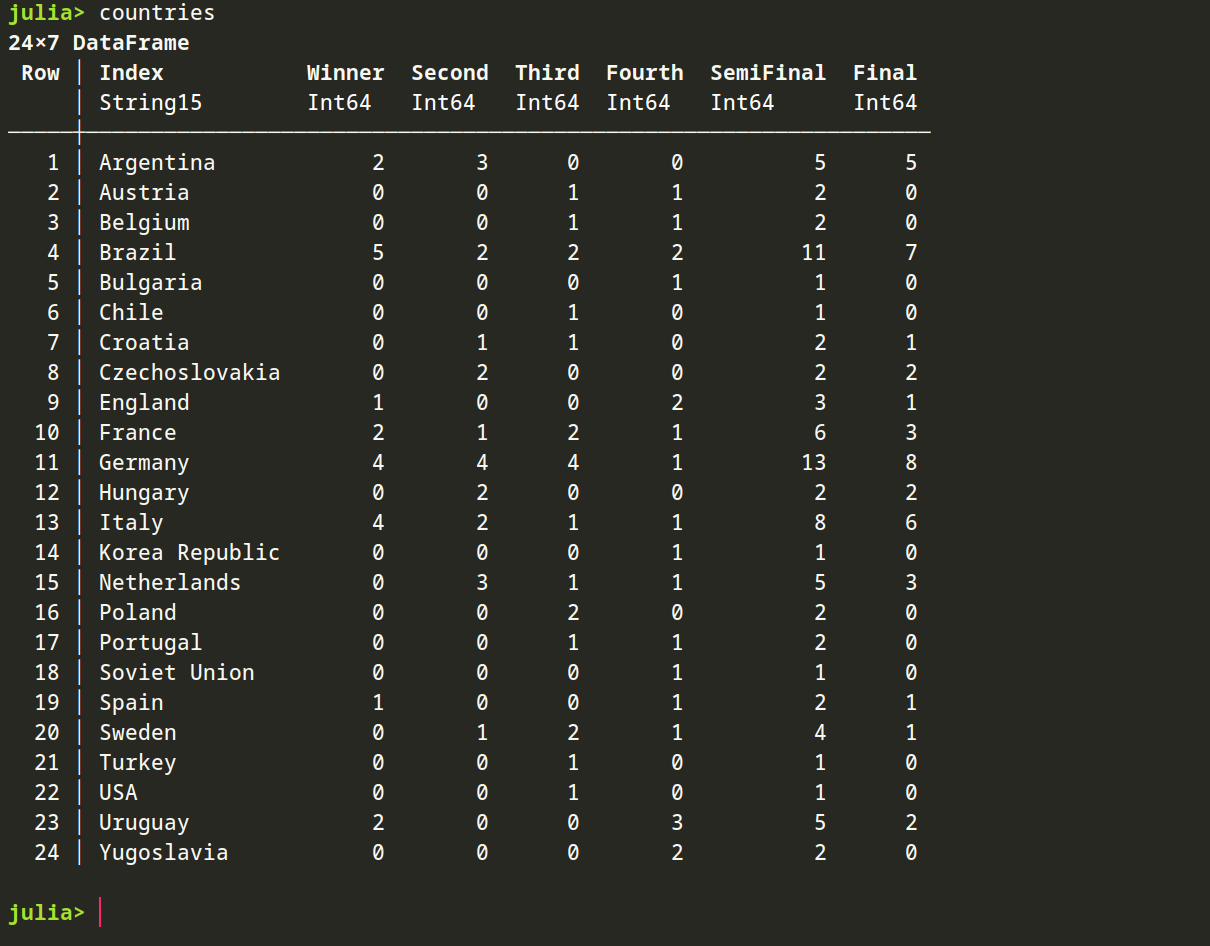 julia> countries
24×7 DataFrame
 Row │ Index           Winner  Second  Third  Fourth  SemiFinal  Final
     │ String15        Int64   Int64   Int64  Int64   Int64      Int64
─────┼─────────────────────────────────────────────────────────────────
   1 │ Argentina            2       3      0       0          5      5
   2 │ Austria              0       0      1       1          2      0
   3 │ Belgium              0       0      1       1          2      0
   4 │ Brazil               5       2      2       2         11      7
   5 │ Bulgaria             0       0      0       1          1      0
   6 │ Chile                0       0      1       0          1      0
   7 │ Croatia              0       1      1       0          2      1
   8 │ Czechoslovakia       0       2      0       0          2      2
   9 │ England              1       0      0       2          3      1
  10 │ France               2       1      2       1          6      3
  11 │ Germany              4       4      4       1         13      8
  12 │ Hungary              0       2      0       0          2      2
  13 │ Italy                4       2      1       1          8      6
  14 │ Korea Republic       0       0      0       1          1      0
  15 │ Netherlands          0       3      1       1          5      3
  16 │ Poland               0       0      2       0          2      0
  17 │ Portugal             0       0      1       1          2      0
  18 │ Soviet Union         0       0      0       1          1      0
  19 │ Spain                1       0      0       1          2      1
  20 │ Sweden               0       1      2       1          4      1
  21 │ Turkey               0       0      1       0          1      0
  22 │ USA                  0       0      1       0          1      0
  23 │ Uruguay              2       0      0       3          5      2
  24 │ Yugoslavia           0       0      0       2          2      0
julia>